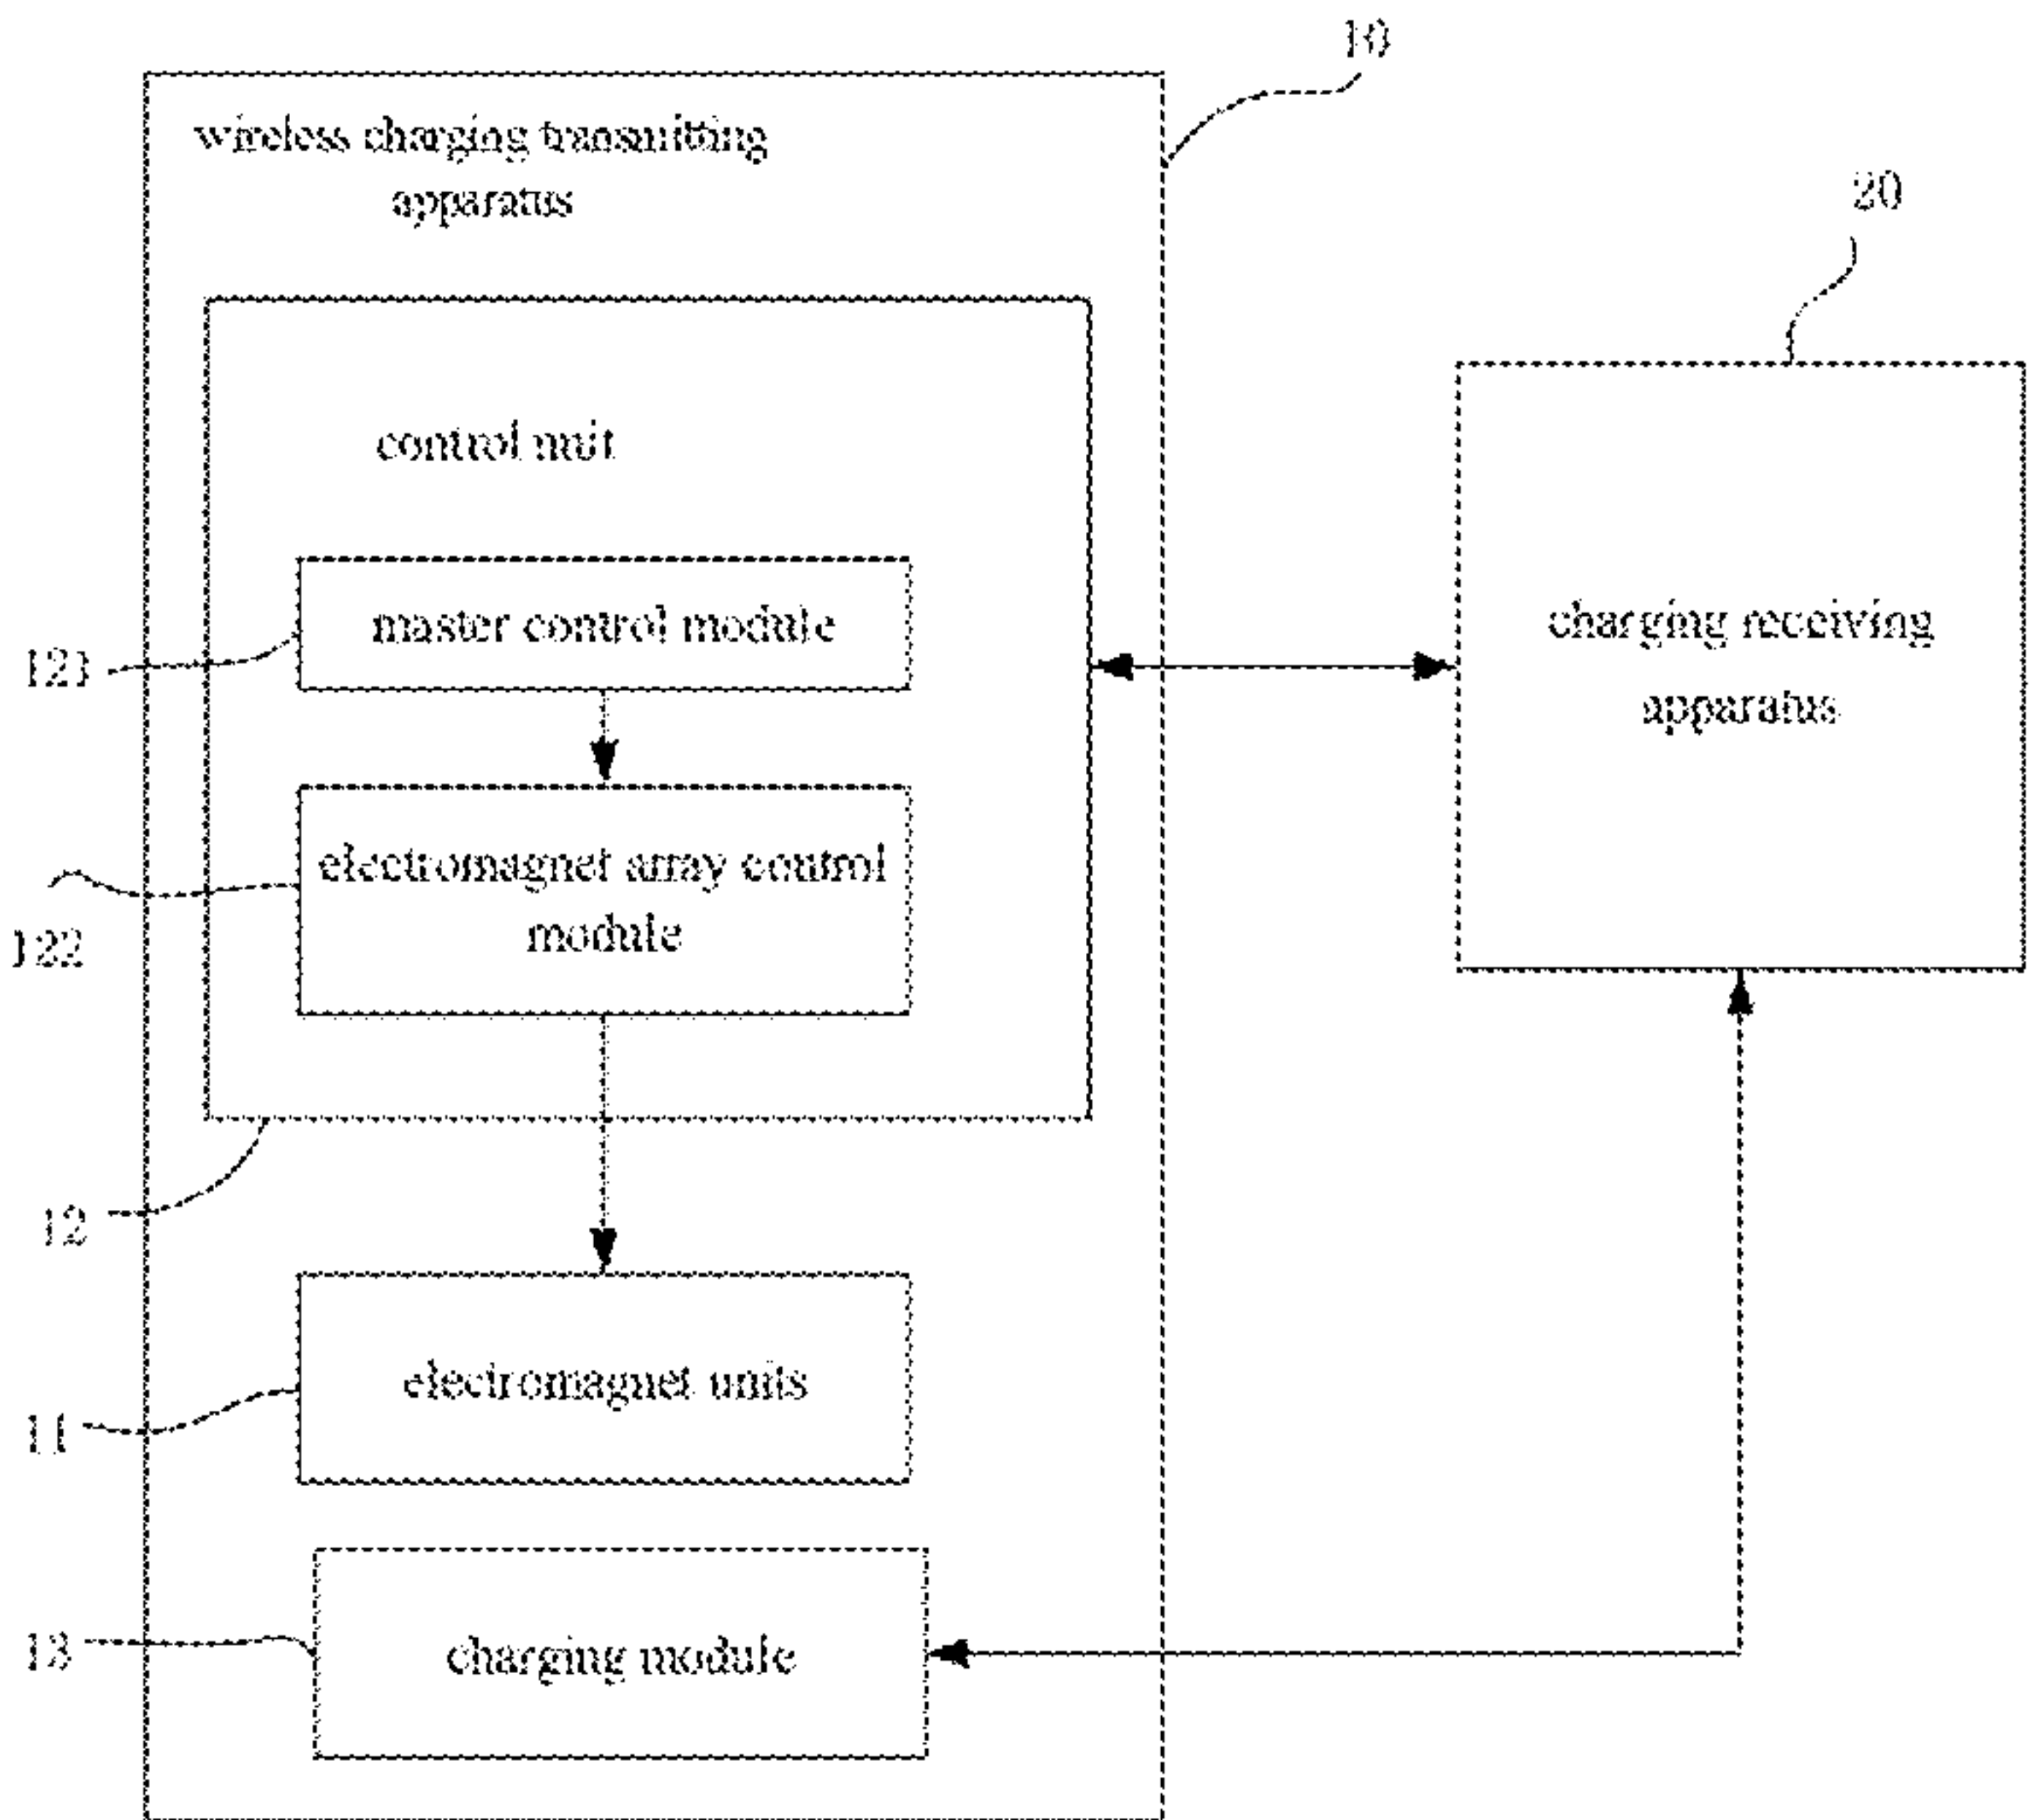 10
wireless charging transmitting
apparatus
20
control unit
master control module
121
charging receiving
apparatus
electromagnet array control
module
122
12
electromagnet units
11
charging module
13